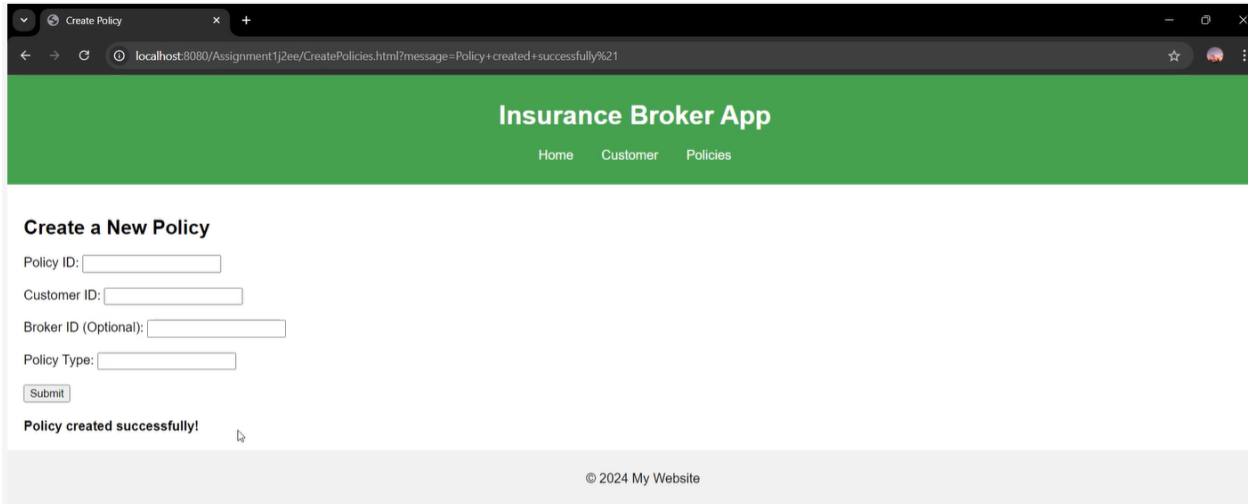 Create Policy
localhost:8080/Assignment1j2ee/CreatePolicies.html?message=Policy+created+successfully%21
Insurance Broker App
Home Customer Policies
Create a New Policy
Policy ID:
Customer ID:
Broker ID (Optional):
Policy Type:
Submit
Policy created successfully!
© 2024 My Website